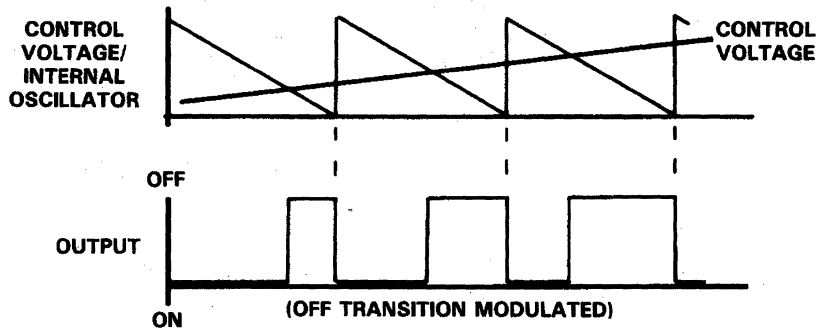 CONTROL
VOLTAGE/
INTERNAL
OSCILLATOR
CONTROL
VOLTAGE
OFF
OUTPUT
ON
(OFF TRANSITION MODULATED)